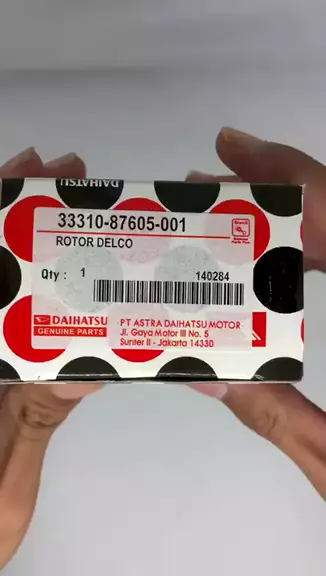 DAIHATSU
33310-87605-001
ROTOR DELCO
Qty : 1
140284
DAIHATSU
GENUINE PARTS
PT ASTRA DAIHATSU MOTOR
Jl. Gaya Motor III No. 5
Sunter II - Jakarta 14330